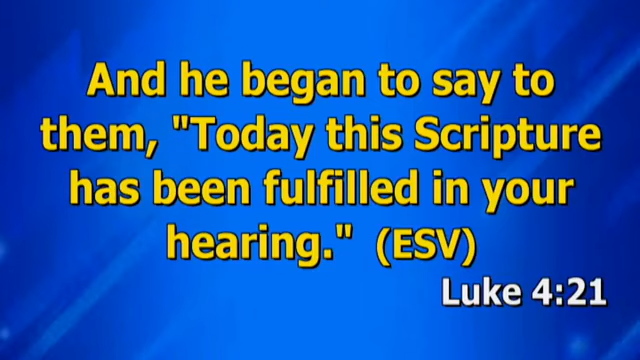 And he began to say to
them, "Today this Scripture
has been fulfilled in your
hearing." (ESV)
Luke 4:21